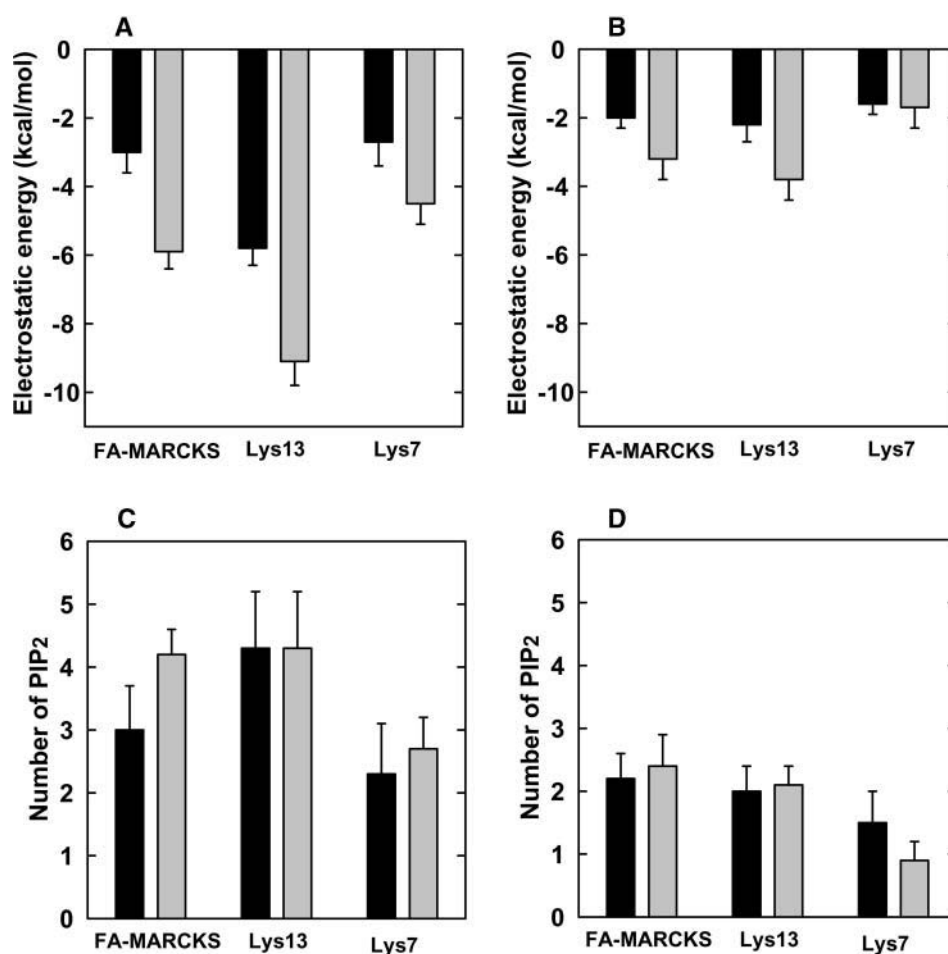 A
Electrostatic energy (kcal/mol)
0
-2
-4
-6
-8
-10
FA-MARCKS Lys13 Lys7
B
Electrostatic energy (kcal/mol)
0
-2
-4
-6
-8
-10
FA-MARCKS Lys13 Lys7
C
Number of PIP2
6
5
4
3
2
1
0
FA-MARCKS Lys13 Lys7
D
Number of PIP2
6
5
4
3
2
1
0
FA-MARCKS Lys13 Lys7